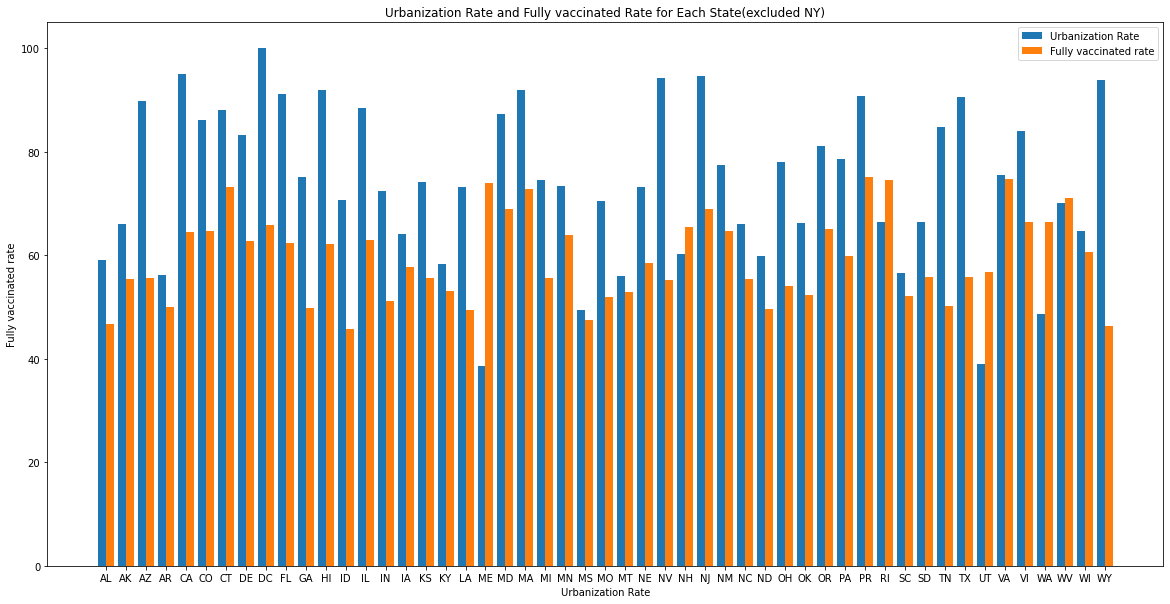 Urbanization Rate and Fully vaccinated Rate for Each State(excluded NY)
Urbanization Rate
Fully vaccinated rate
100
80
60
40
20
0
Fully vaccinated rate
AL AK AZ AR CA CO CT DE DC FL GA HI ID IL IN IA KS KY LA ME MD MA MI MN MS MO MT NE NV NH NJ NM NC ND OH OK OR PA PR RI SC SD TN TX UT VA VI WA WV WI WY
Urbanization Rate